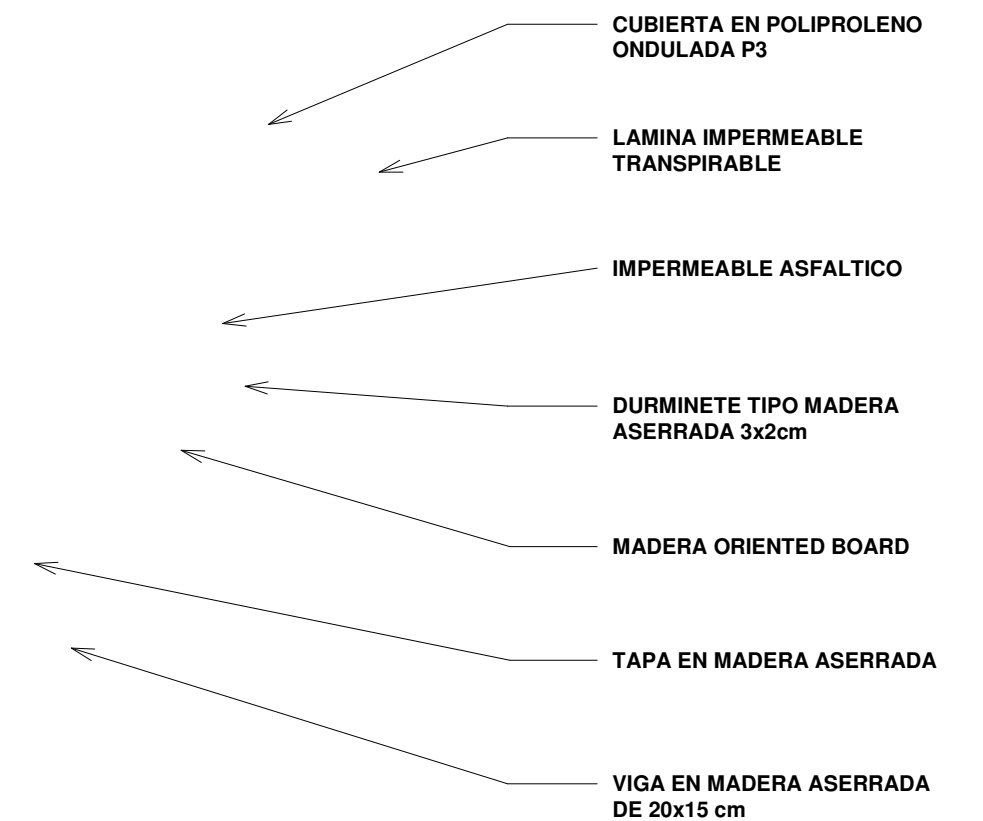 CUBIERTA EN POLIPROLENO
ONDULADA P3
LAMINA IMPERMEABLE
TRANSPIRABLE
IMPERMEABLE ASFALTICO
DURMINETE TIPO MADERA
ASERRADA 3x2cm
MADERA ORIENTED BOARD
TAPA EN MADERA ASERRADA
VIGA EN MADERA ASERRADA
DE 20x15 cm